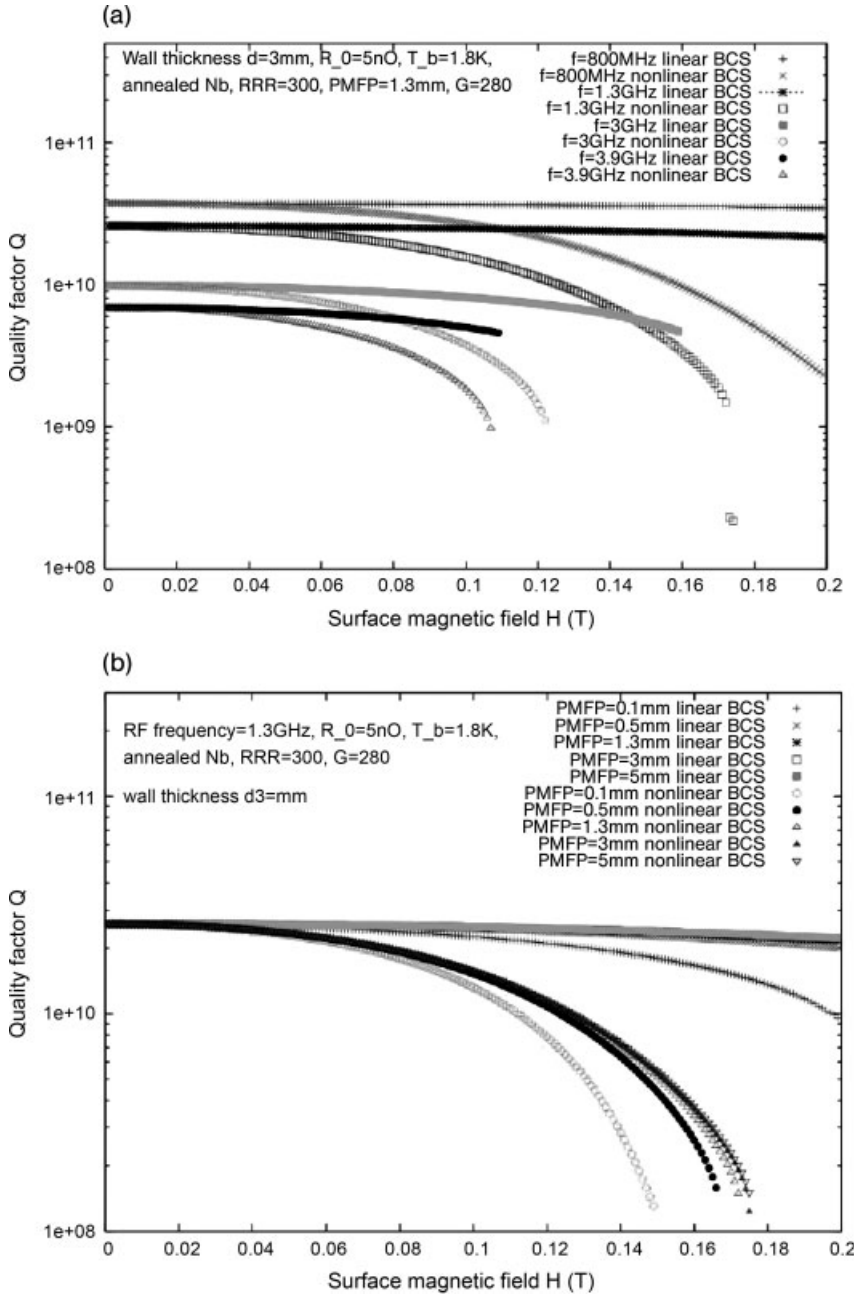 (a)
Wall thickness d=3mm, R_0=5nO, T_b=1.8K,
annealed Nb, RRR=300, PMFP=1.3mm, G=280
f=800MHz linear BCS
f=800MHz nonlinear BCS
f=1.3GHz linear BCS
f=1.3GHz nonlinear BCS
f=3GHz linear BCS
f=3GHz nonlinear BCS
f=3.9GHz linear BCS
f=3.9GHz nonlinear BCS
Quality factor Q
1e+11
1e+10
1e+09
1e+08
0 0.02 0.04 0.06 0.08 0.1 0.12 0.14 0.16 0.18 0.2
Surface magnetic field H (T)
(b)
RF frequency=1.3GHz, R_0=5nO, T_b=1.8K,
annealed Nb, RRR=300, G=280
wall thickness d3=mm
PMFP=0.1mm linear BCS
PMFP=0.5mm linear BCS
PMFP=1.3mm linear BCS
PMFP=3mm linear BCS
PMFP=5mm linear BCS
PMFP=0.1mm nonlinear BCS
PMFP=0.5mm nonlinear BCS
PMFP=1.3mm nonlinear BCS
PMFP=3mm nonlinear BCS
PMFP=5mm nonlinear BCS
Quality factor Q
1e+11
1e+10
1e+08
0 0.02 0.04 0.06 0.08 0.1 0.12 0.14 0.16 0.18 0.2
Surface magnetic field H (T)